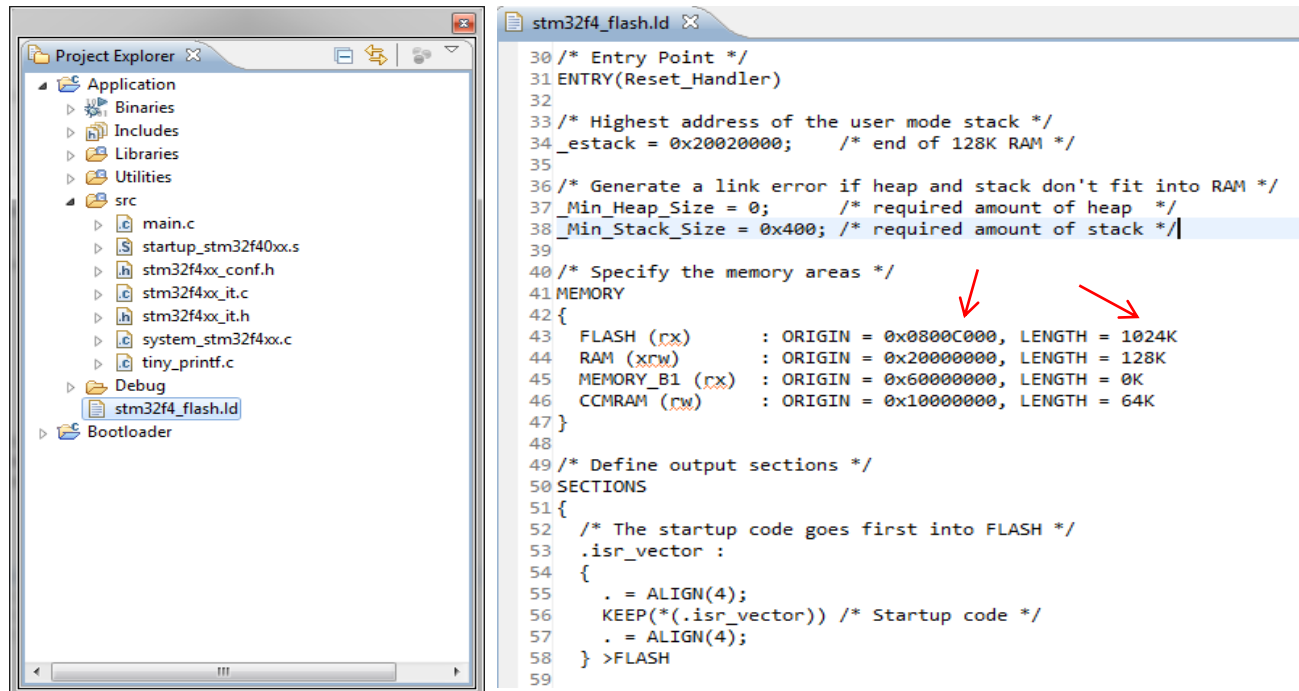 Project Explorer
Application
Binaries
Includes
Libraries
Utilities
src
main.c
startup_stm32f40xx.s
stm32f4xx_conf.h
stm32f4xx_it.c
stm32f4xx_it.h
system_stm32f4xx.c
tiny_printf.c
Debug
stm32f4_flash.ld
Bootloader
stm32f4_flash.ld
30 /* Entry Point */
31 ENTRY(Reset_Handler)
32
33 /* Highest address of the user mode stack */
34 _estack = 0x20020000;    /* end of 128K RAM */
35
36 /* Generate a link error if heap and stack don't fit into RAM */
37 _Min_Heap_Size = 0;      /* required amount of heap  */
38 _Min_Stack_Size = 0x400; /* required amount of stack */
39
40 /* Specify the memory areas */
41 MEMORY
42 {
43   FLASH (rx)      : ORIGIN = 0x0800C000, LENGTH = 1024K
44   RAM (xrw)       : ORIGIN = 0x20000000, LENGTH = 128K
45   MEMORY_B1 (rx)  : ORIGIN = 0x60000000, LENGTH = 0K
46   CCMRAM (rw)     : ORIGIN = 0x10000000, LENGTH = 64K
47 }
48
49 /* Define output sections */
50 SECTIONS
51 {
52   /* The startup code goes first into FLASH */
53   .isr_vector :
54   {
55     . = ALIGN(4);
56     KEEP(*(.isr_vector)) /* Startup code */
57     . = ALIGN(4);
58   } >FLASH
59